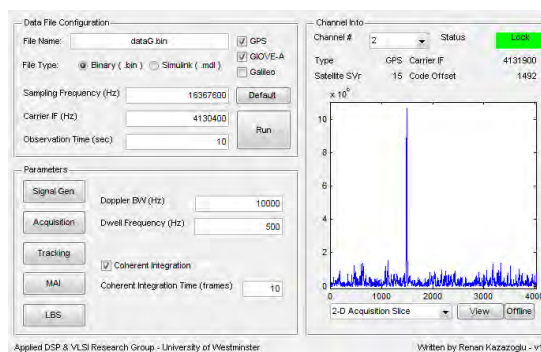 Data File Configuration
File Name: dataG.bin
GPS
GIOVE-A
Galileo
File Type: Binary ( .bin ) Simulink ( .mdl )
Sampling Frequency (Hz) 16367600 Default
Carrier IF (Hz) 4130400
Run
Observation Time (sec) 10
Parameters
Signal Gen
Acquisition
Tracking
MAI
LBS
Doppler BW (Hz) 10000
Dwell Frequency (Hz) 500
Coherent Integration
Coherent Integration Time (frames) 10
Channel Info
Channel # 2 Status Lock
Type GPS Carrier IF 4131900
Satellite SVr 15 Code Offset 1492
x 10
10
8
6
4
2
0
0 1000 2000 3000 400
2-D Acquisition Slice View Offline
Applied DSP & VLSI Research Group - University of Westminster
Written by Renan Kazazoglu - v1